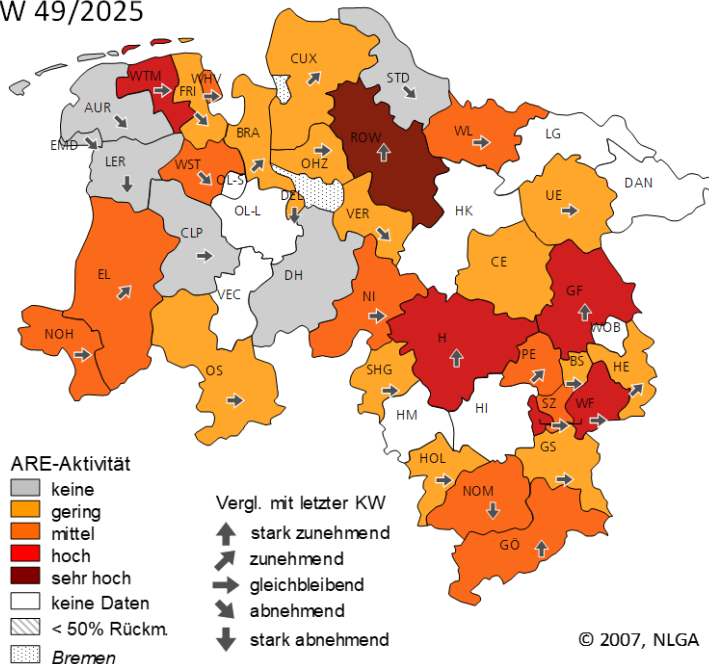 W 49/2025
CUX
STD
WTM
WHV
FRI
AUR
BRA
ROW
WL
LG
EMD
LER
WST
OHZ
OL-S
DEL
UE
DAN
OL-L
VER
HK
CLP
CE
EL
DH
VEC
NI
GF
H
WOB
NOH
PE
BS
HE
OS
SHG
SZ
WF
HM
HI
GS
HOL
NOM
GÖ
ARE-Aktivität
keine
gering
mittel
hoch
sehr hoch
keine Daten
< 50% Rückm.
Bremen
Vergl. mit letzter KW
stark zunehmend
zunehmend
gleichbleibend
abnehmend
stark abnehmend
© 2007, NLGA